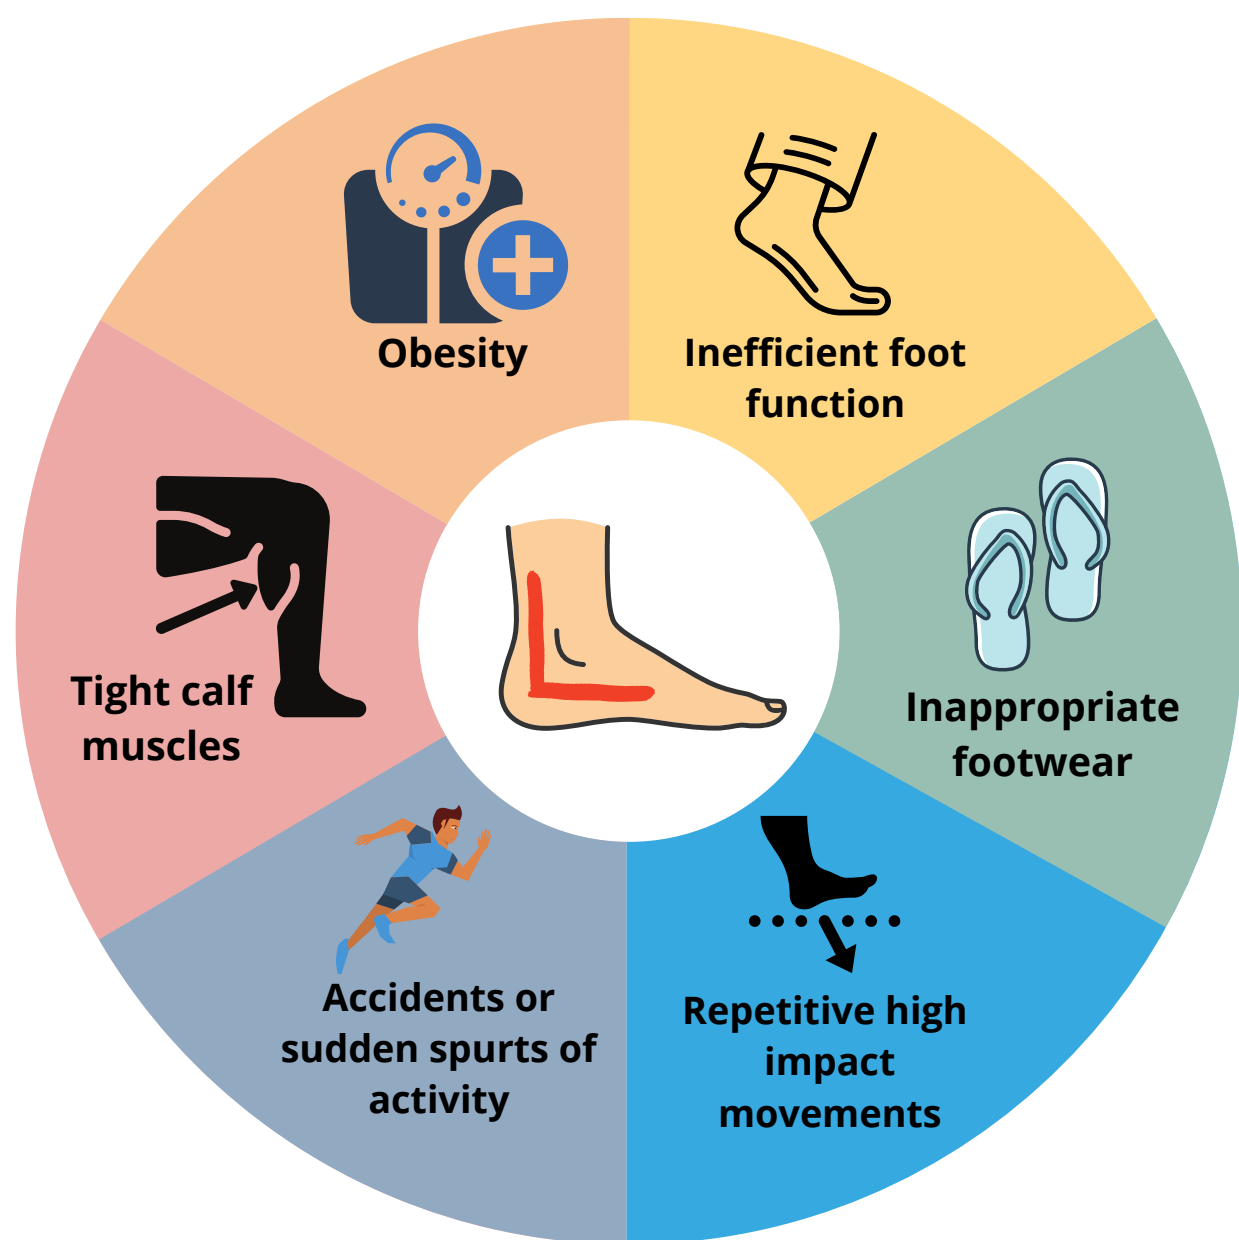 Obesity
Inefficient foot
function
Tight calf
muscles
Inappropriate
footwear
Accidents or
sudden spurts of
activity
Repetitive high
impact
movements